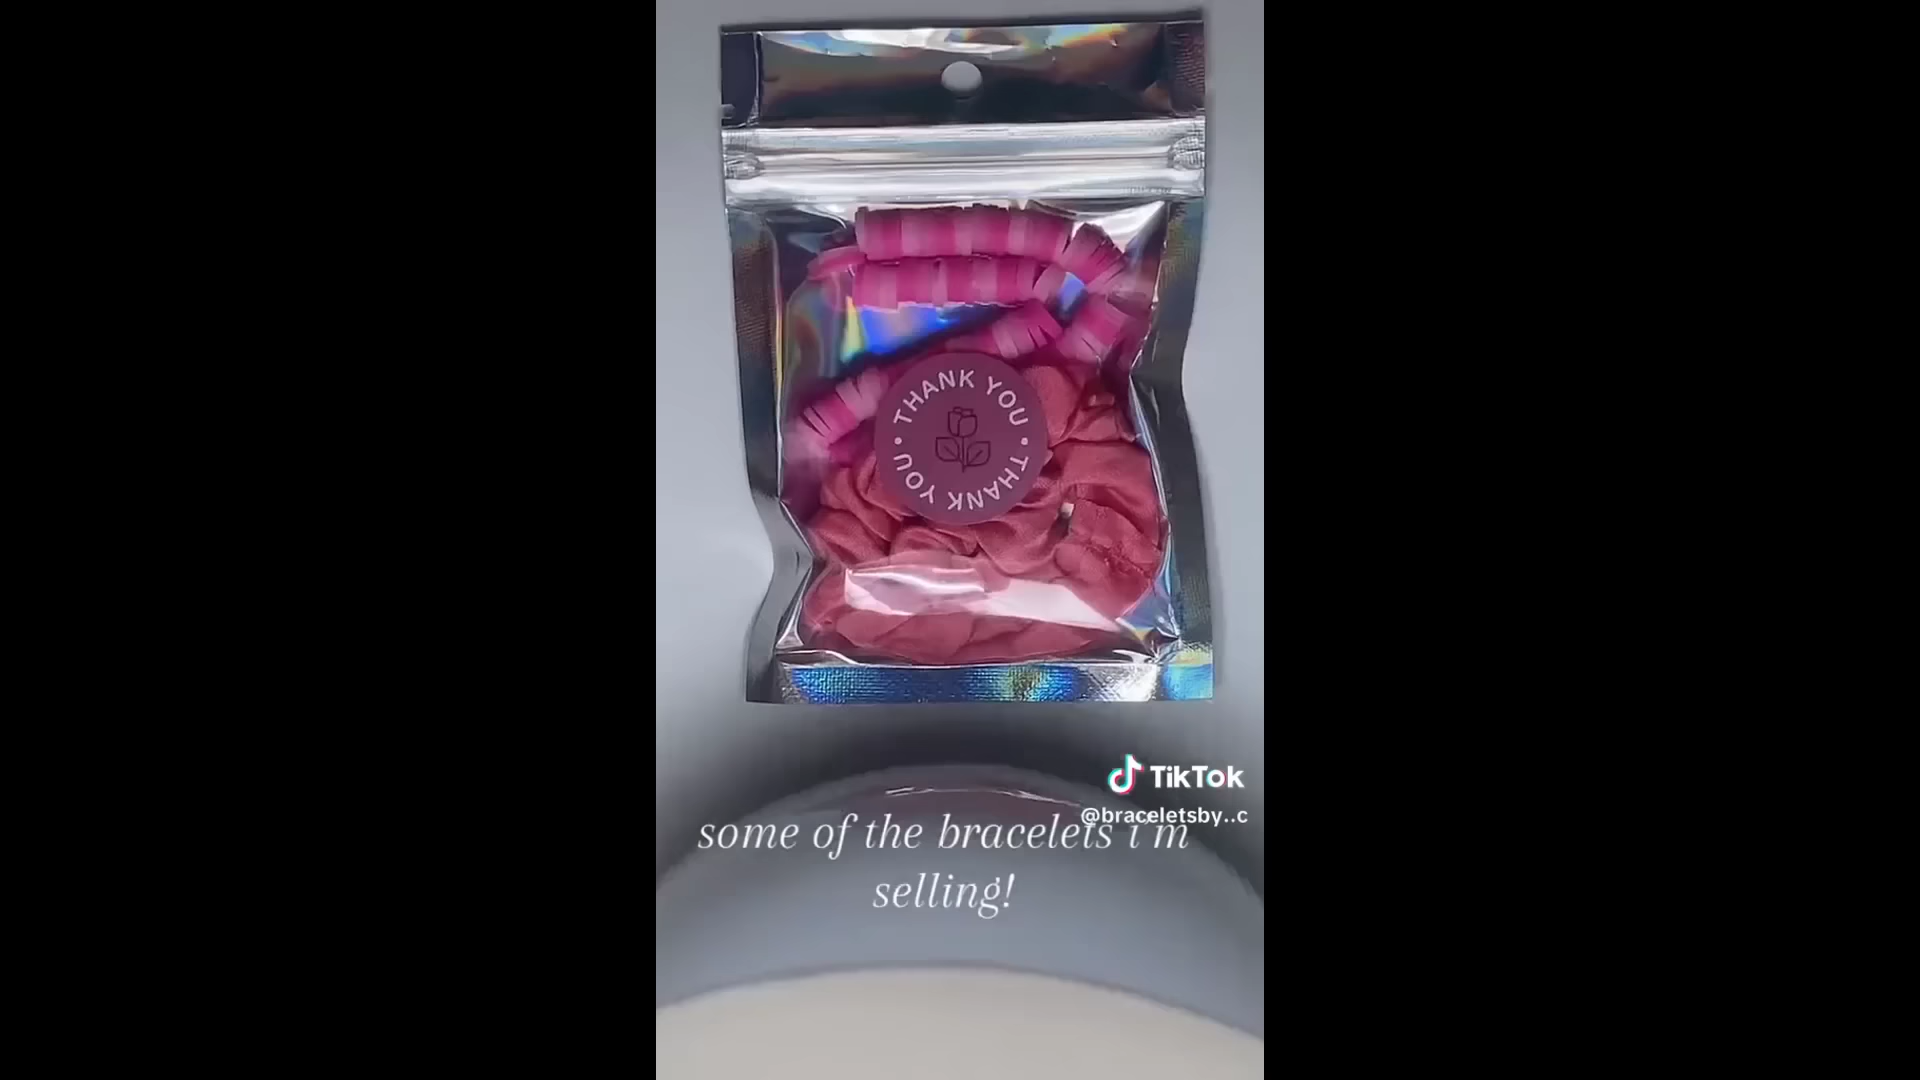 THANK YOU • THANK YOU •
TikTok
@braceletsby..c
some of the bracelets i'm
selling!